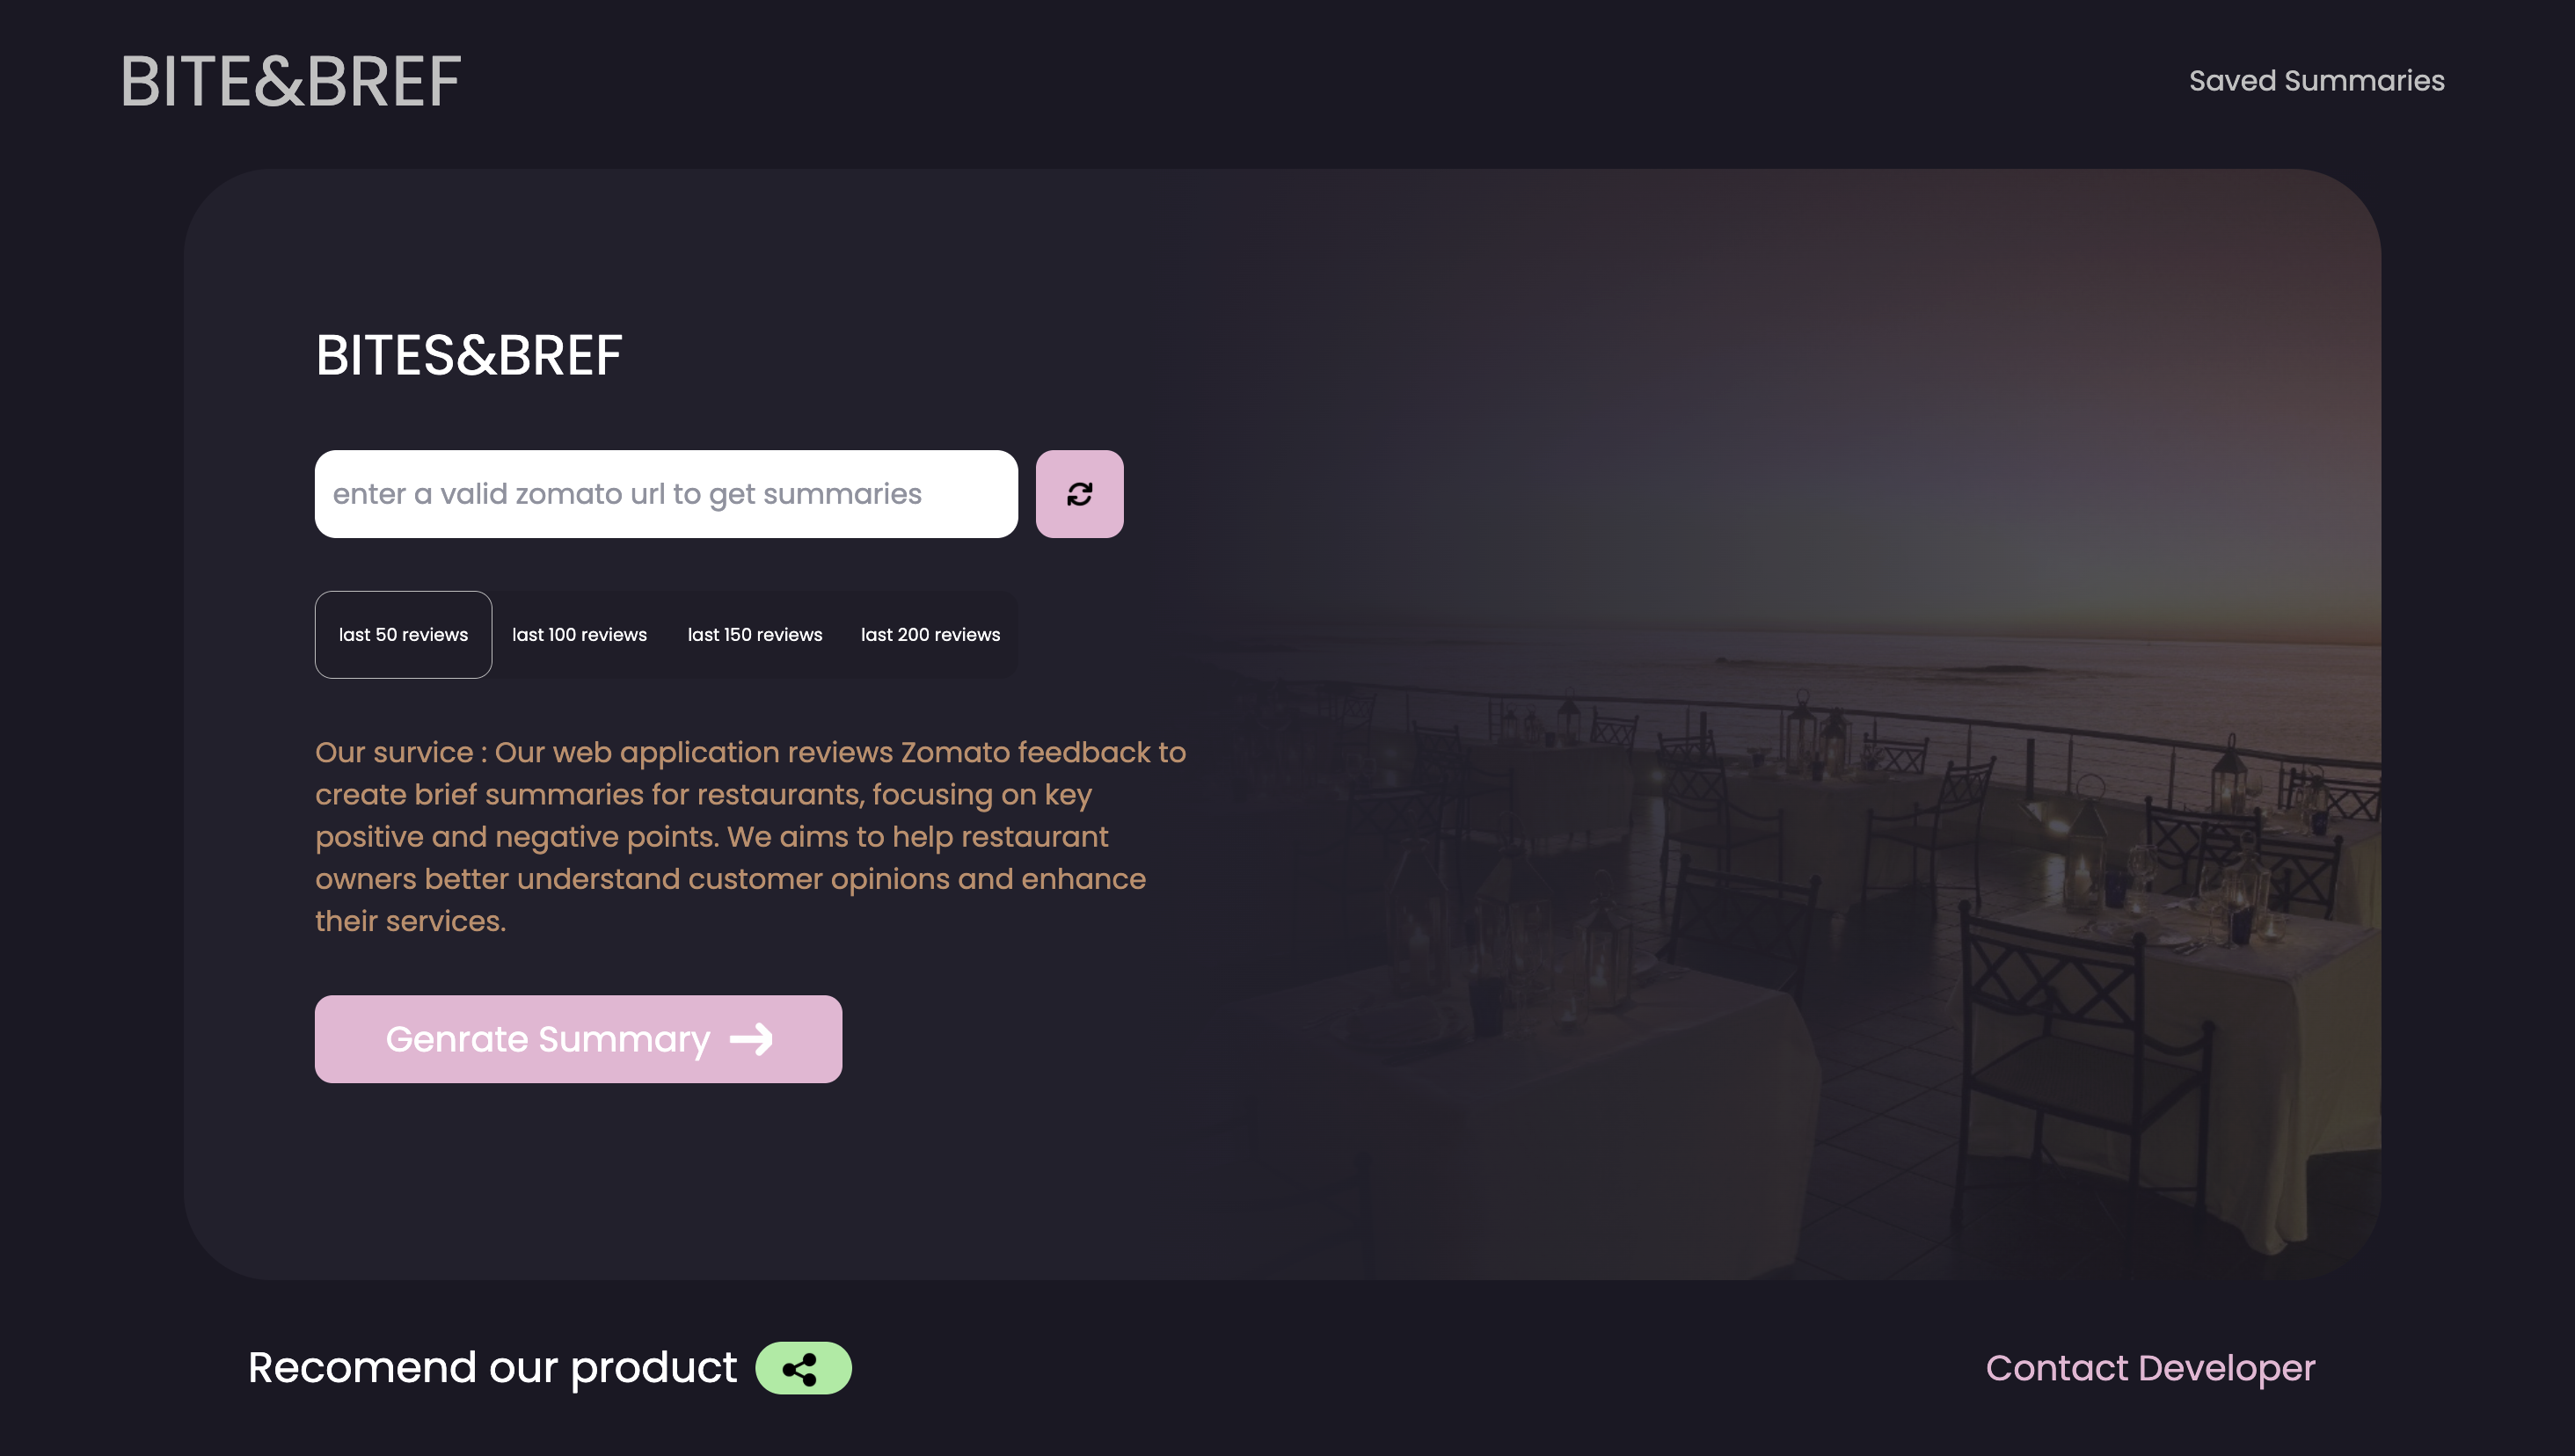 BITE&BREF
Saved Summaries
BITES&BREF
enter a valid zomato url to get summaries
last 50 reviews
last 100 reviews
last 150 reviews
last 200 reviews
Our survice : Our web application reviews Zomato feedback to
create brief summaries for restaurants, focusing on key
positive and negative points. We aims to help restaurant
owners better understand customer opinions and enhance
their services.
Genrate Summary
Recomend our product
Contact Developer